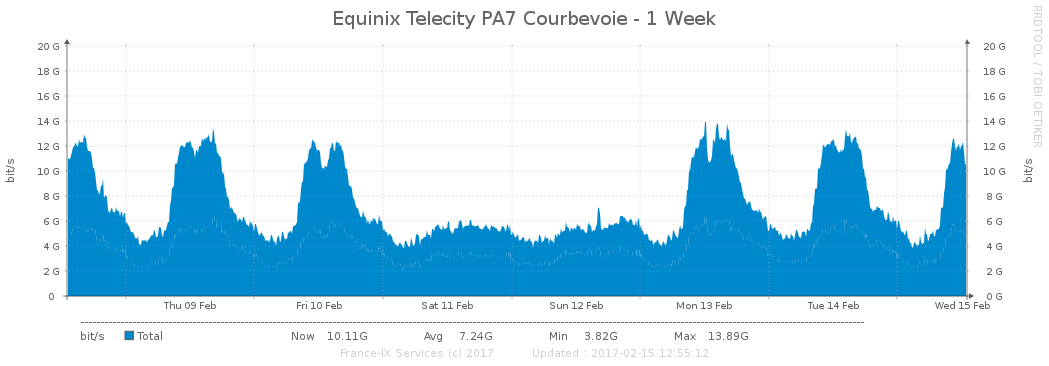 Equinix Telecity PA7 Courbevoie - 1 Week
RRDTOOL / TOBI OETIKER
bit/s
20 G 20 G
18 G 18 G
16 G 16 G
14 G 14 G
12 G 12 G
10 G 10 G
8 G 8 G
6 G 6 G
4 G 4 G
2 G 2 G
0 0 G
bit/s
Thu 09 Feb Fri 10 Feb Sat 11 Feb Sun 12 Feb Mon 13 Feb Tue 14 Feb Wed 15 Feb
bit/s Total Now 10.11G Avg 7.24G Min 3.82G Max 13.89G
France-IX Services (c) 2017 Updated : 2017-02-15 12:55:12